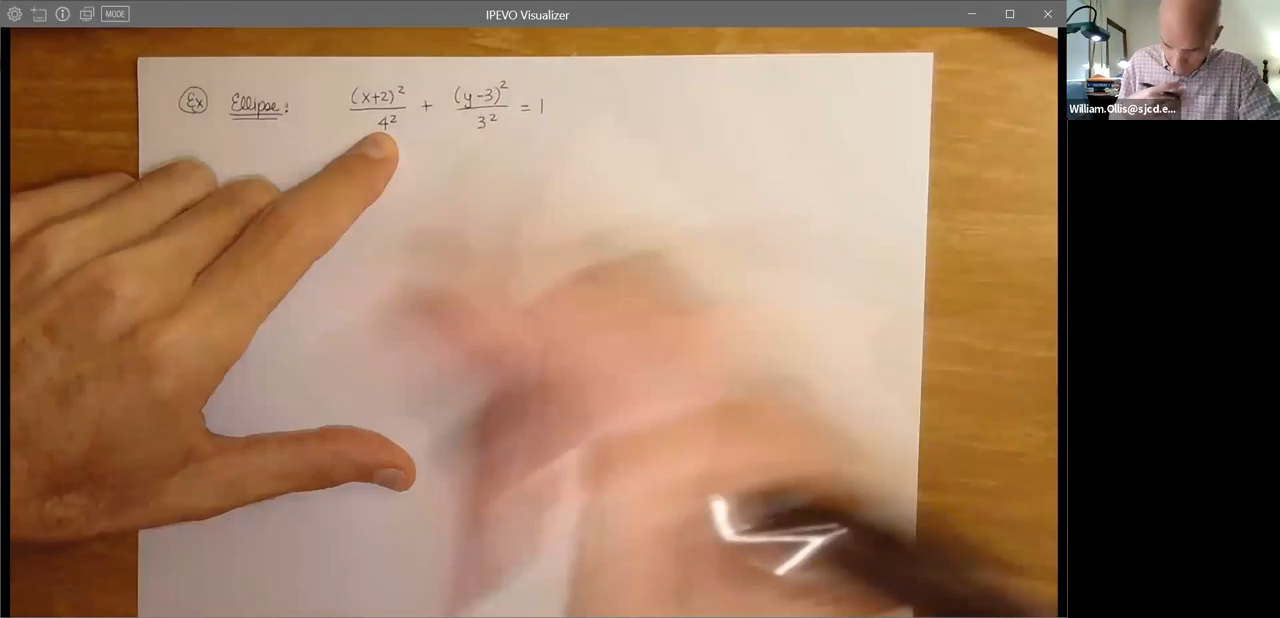 MODE
IPEVO Visualizer
William.Ollis@sjcd.e...
Ex Ellipse: (x+2)²/4² + (y-3)²/3² = 1